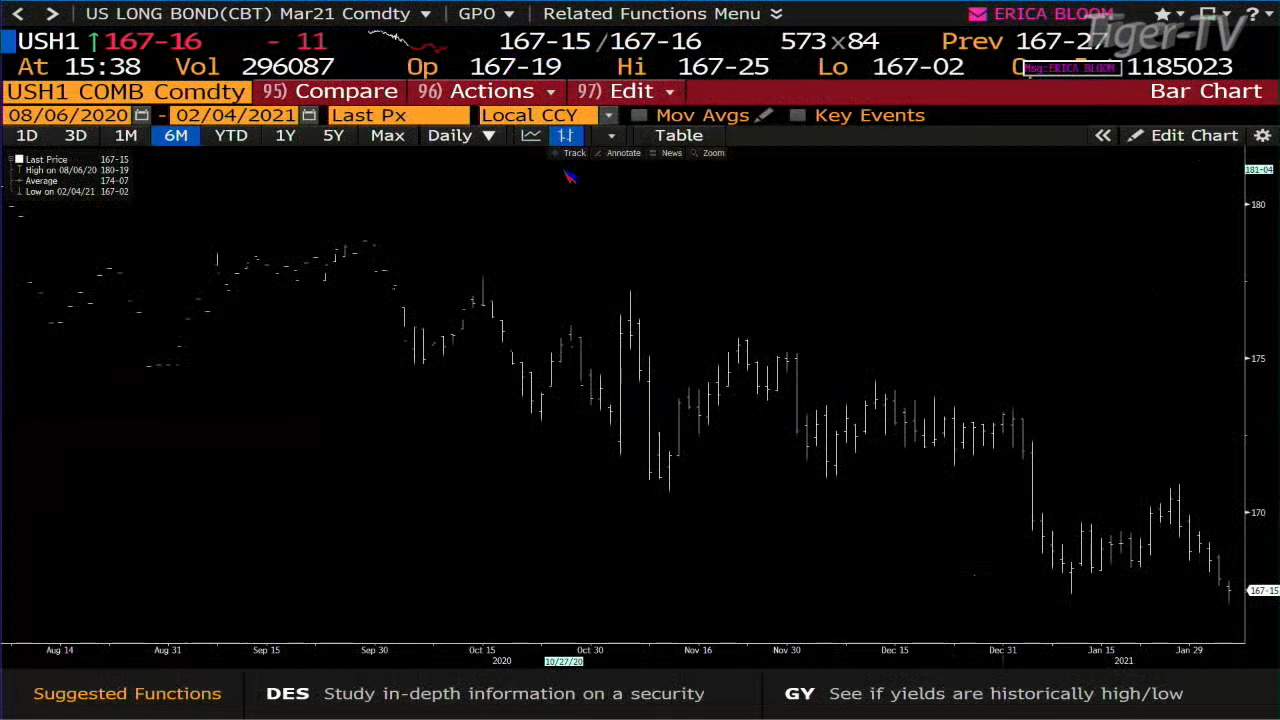 < > US LONG BOND(CBT) Mar21 Comdty ▼ GPO ▼ Related Functions Menu ERICA BLOOM
USH1 ↑167-16 - 11 167-15/167-16 573x84 Prev 167-27
Tiger-TV
At 15:38 Vol 296087 Op 167-19 Hi 167-25 Lo 167-02 1185023
Msg:ERICA BLOOM
USH1 COMB Comdty 95) Compare 96) Actions 97) Edit Bar Chart
08/06/2020 - 02/04/2021 Last Px Local CCY Mov Avgs Key Events
1D 3D 1M 6M YTD 1Y 5Y Max Daily ▼ Table « Edit Chart
Track Annotate News Zoom
Last Price 167-15
High on 08/06/20 180-19
Average 174-07
Low on 02/04/21 167-02
181-04
180
175
170
167-15
Aug 14 Aug 31 Sep 15 Sep 30 Oct 15 Oct 30 Nov 16 Nov 30 Dec 15 Dec 31 Jan 15 Jan 29
2020 10/27/20 2021
Suggested Functions DES Study in-depth information on a security GY See if yields are historically high/low